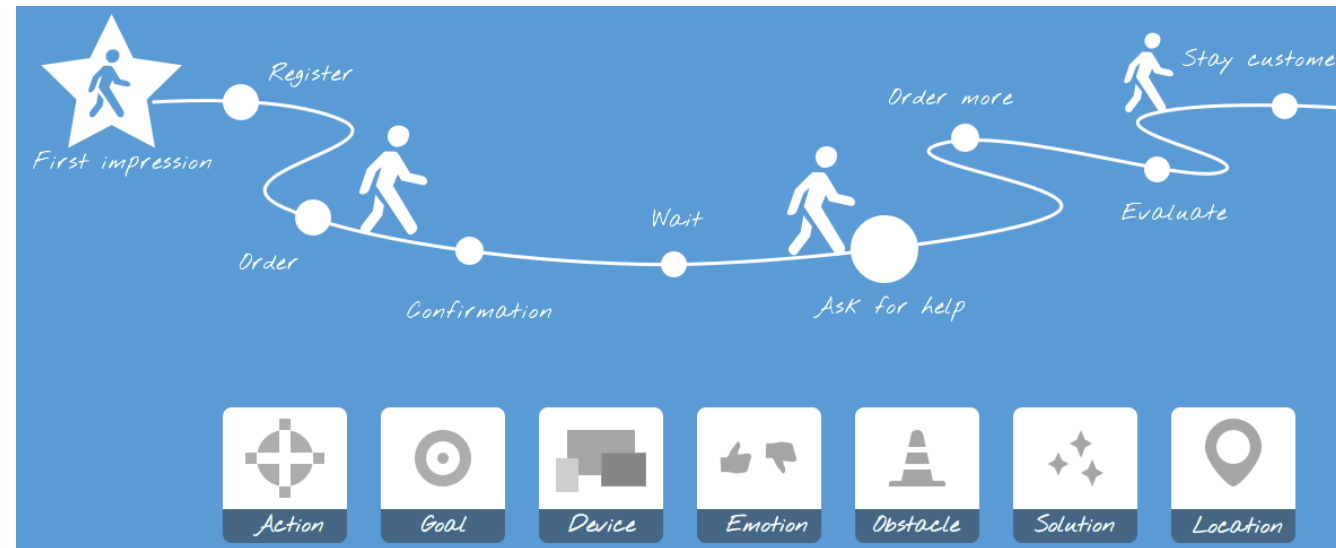 First impression
Register
Order
Confirmation
Wait
Ask for help
Order more
Evaluate
Stay custome
Action
Goal
Device
Emotion
Obstacle
Solution
Location